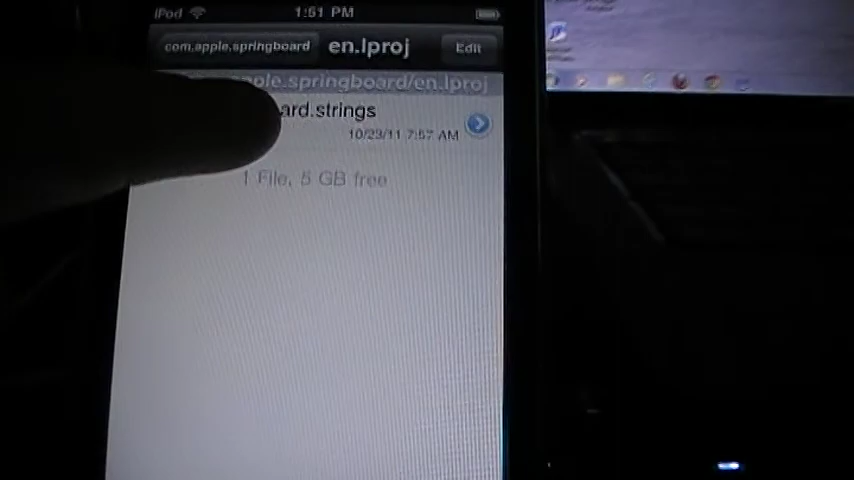 iPod 1:51 PM
com.apple.springboard en.lproj Edit
apple.springboard/en.lproj
ard.strings
10/23/11 7:57 AM
1 File, 5 GB free